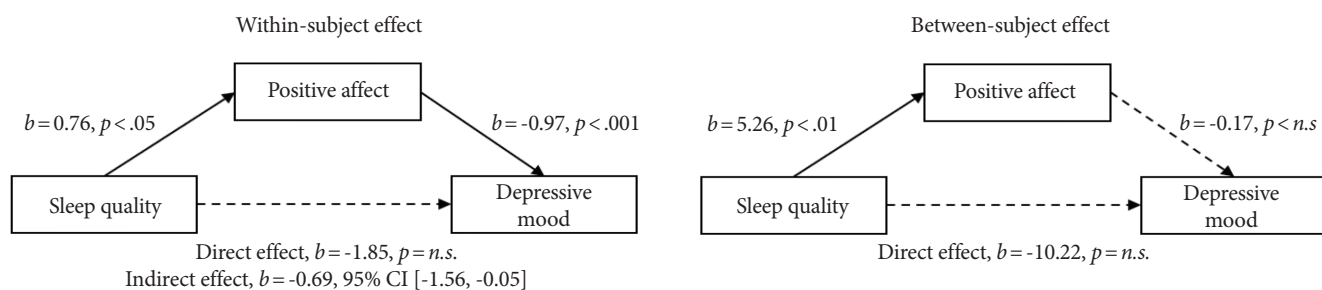 Within-subject effect
Positive affect
b = 0.76, p < .05
b = -0.97, p < .001
Sleep quality
Depressive
mood
Direct effect, b = -1.85, p = n.s.
Indirect effect, b = -0.69, 95% CI [-1.56, -0.05]
Between-subject effect
Positive affect
b = 5.26, p < .01
b = -0.17, p < n.s
Sleep quality
Depressive
mood
Direct effect, b = -10.22, p = n.s.